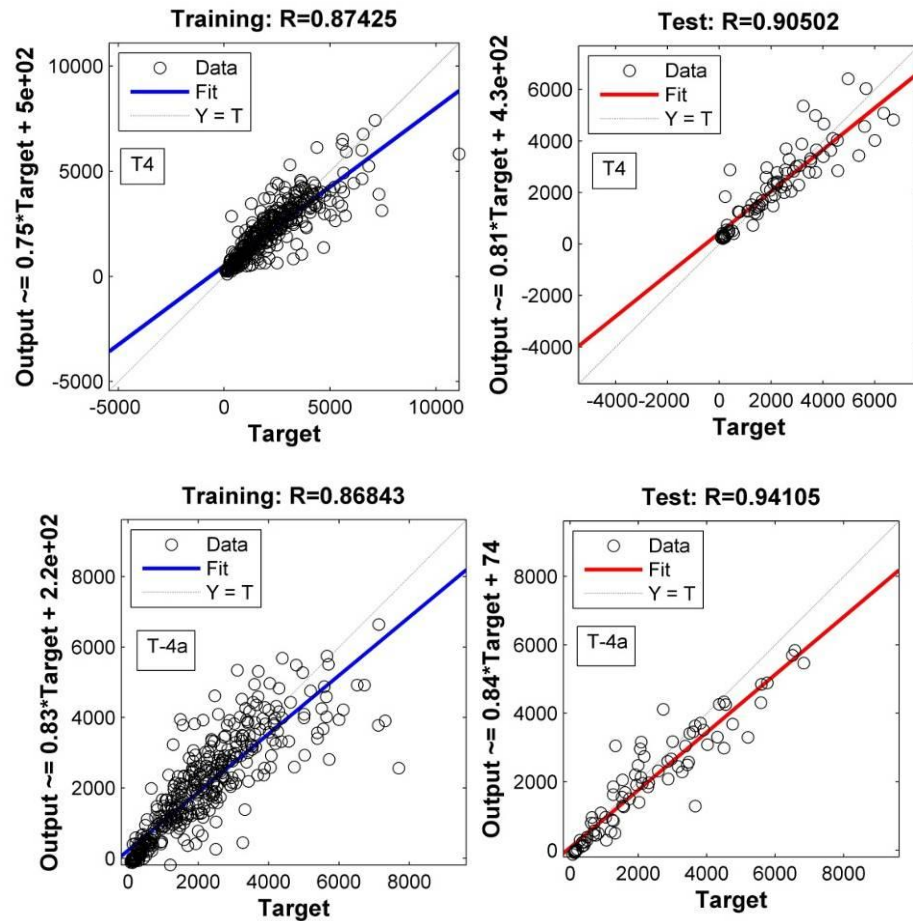 Training: R=0.87425
Output ~= 0.75*Target + 5e+02
10000
5000
0
-5000
Data
Fit
Y = T
T4
-5000
0
5000
10000
Target
Test: R=0.90502
Output ~= 0.81*Target + 4.3e+02
6000
4000
2000
0
-2000
-4000
Data
Fit
Y = T
T4
-4000
-2000
0
2000
4000
6000
Target
Training: R=0.86843
Output ~= 0.83*Target + 2.2e+02
8000
6000
4000
2000
0
Data
Fit
Y = T
T-4a
0
2000
4000
6000
8000
Target
Test: R=0.94105
Output ~= 0.84*Target + 74
8000
6000
4000
2000
0
Data
Fit
Y = T
T-4a
0
2000
4000
6000
8000
Target